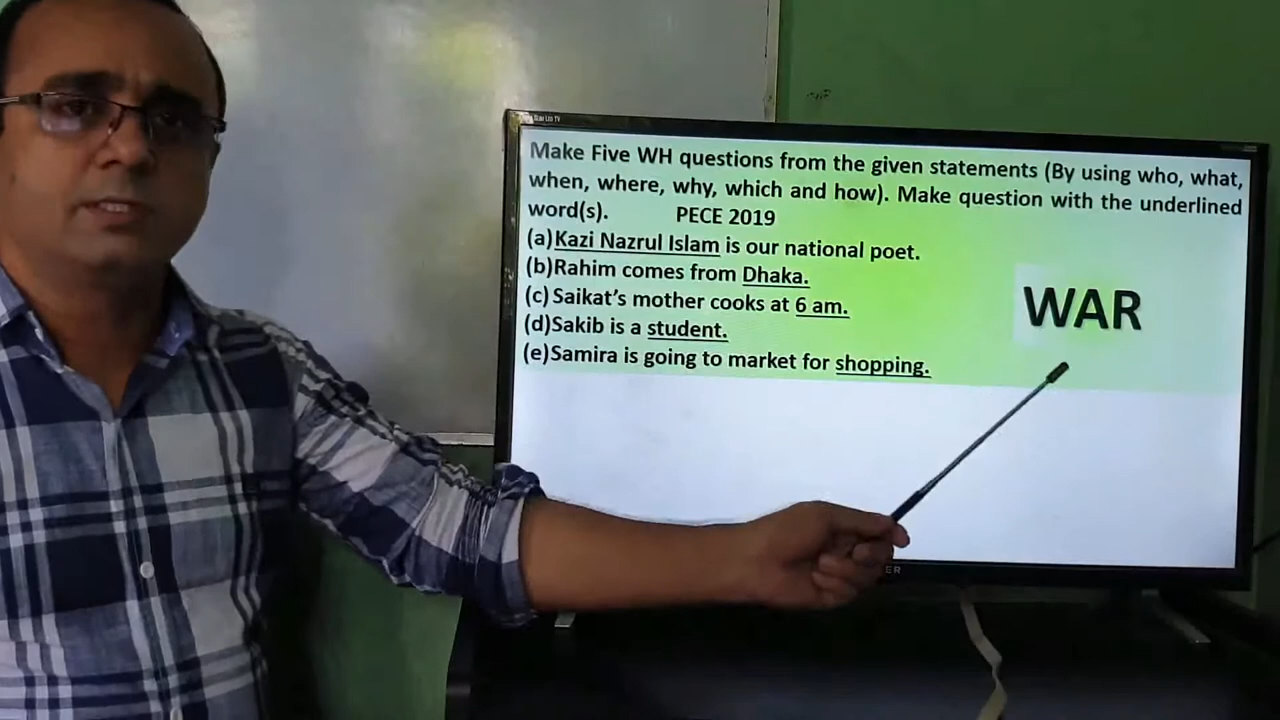 Make Five WH questions from the given statements (By using who, what,
when, where, why, which and how). Make question with the underlined
word(s). PECE 2019
(a)Kazi Nazrul Islam is our national poet.
(b)Rahim comes from Dhaka.
(c) Saikat's mother cooks at 6 am.
(d)Sakib is a student.
(e)Samira is going to market for shopping.
WAR